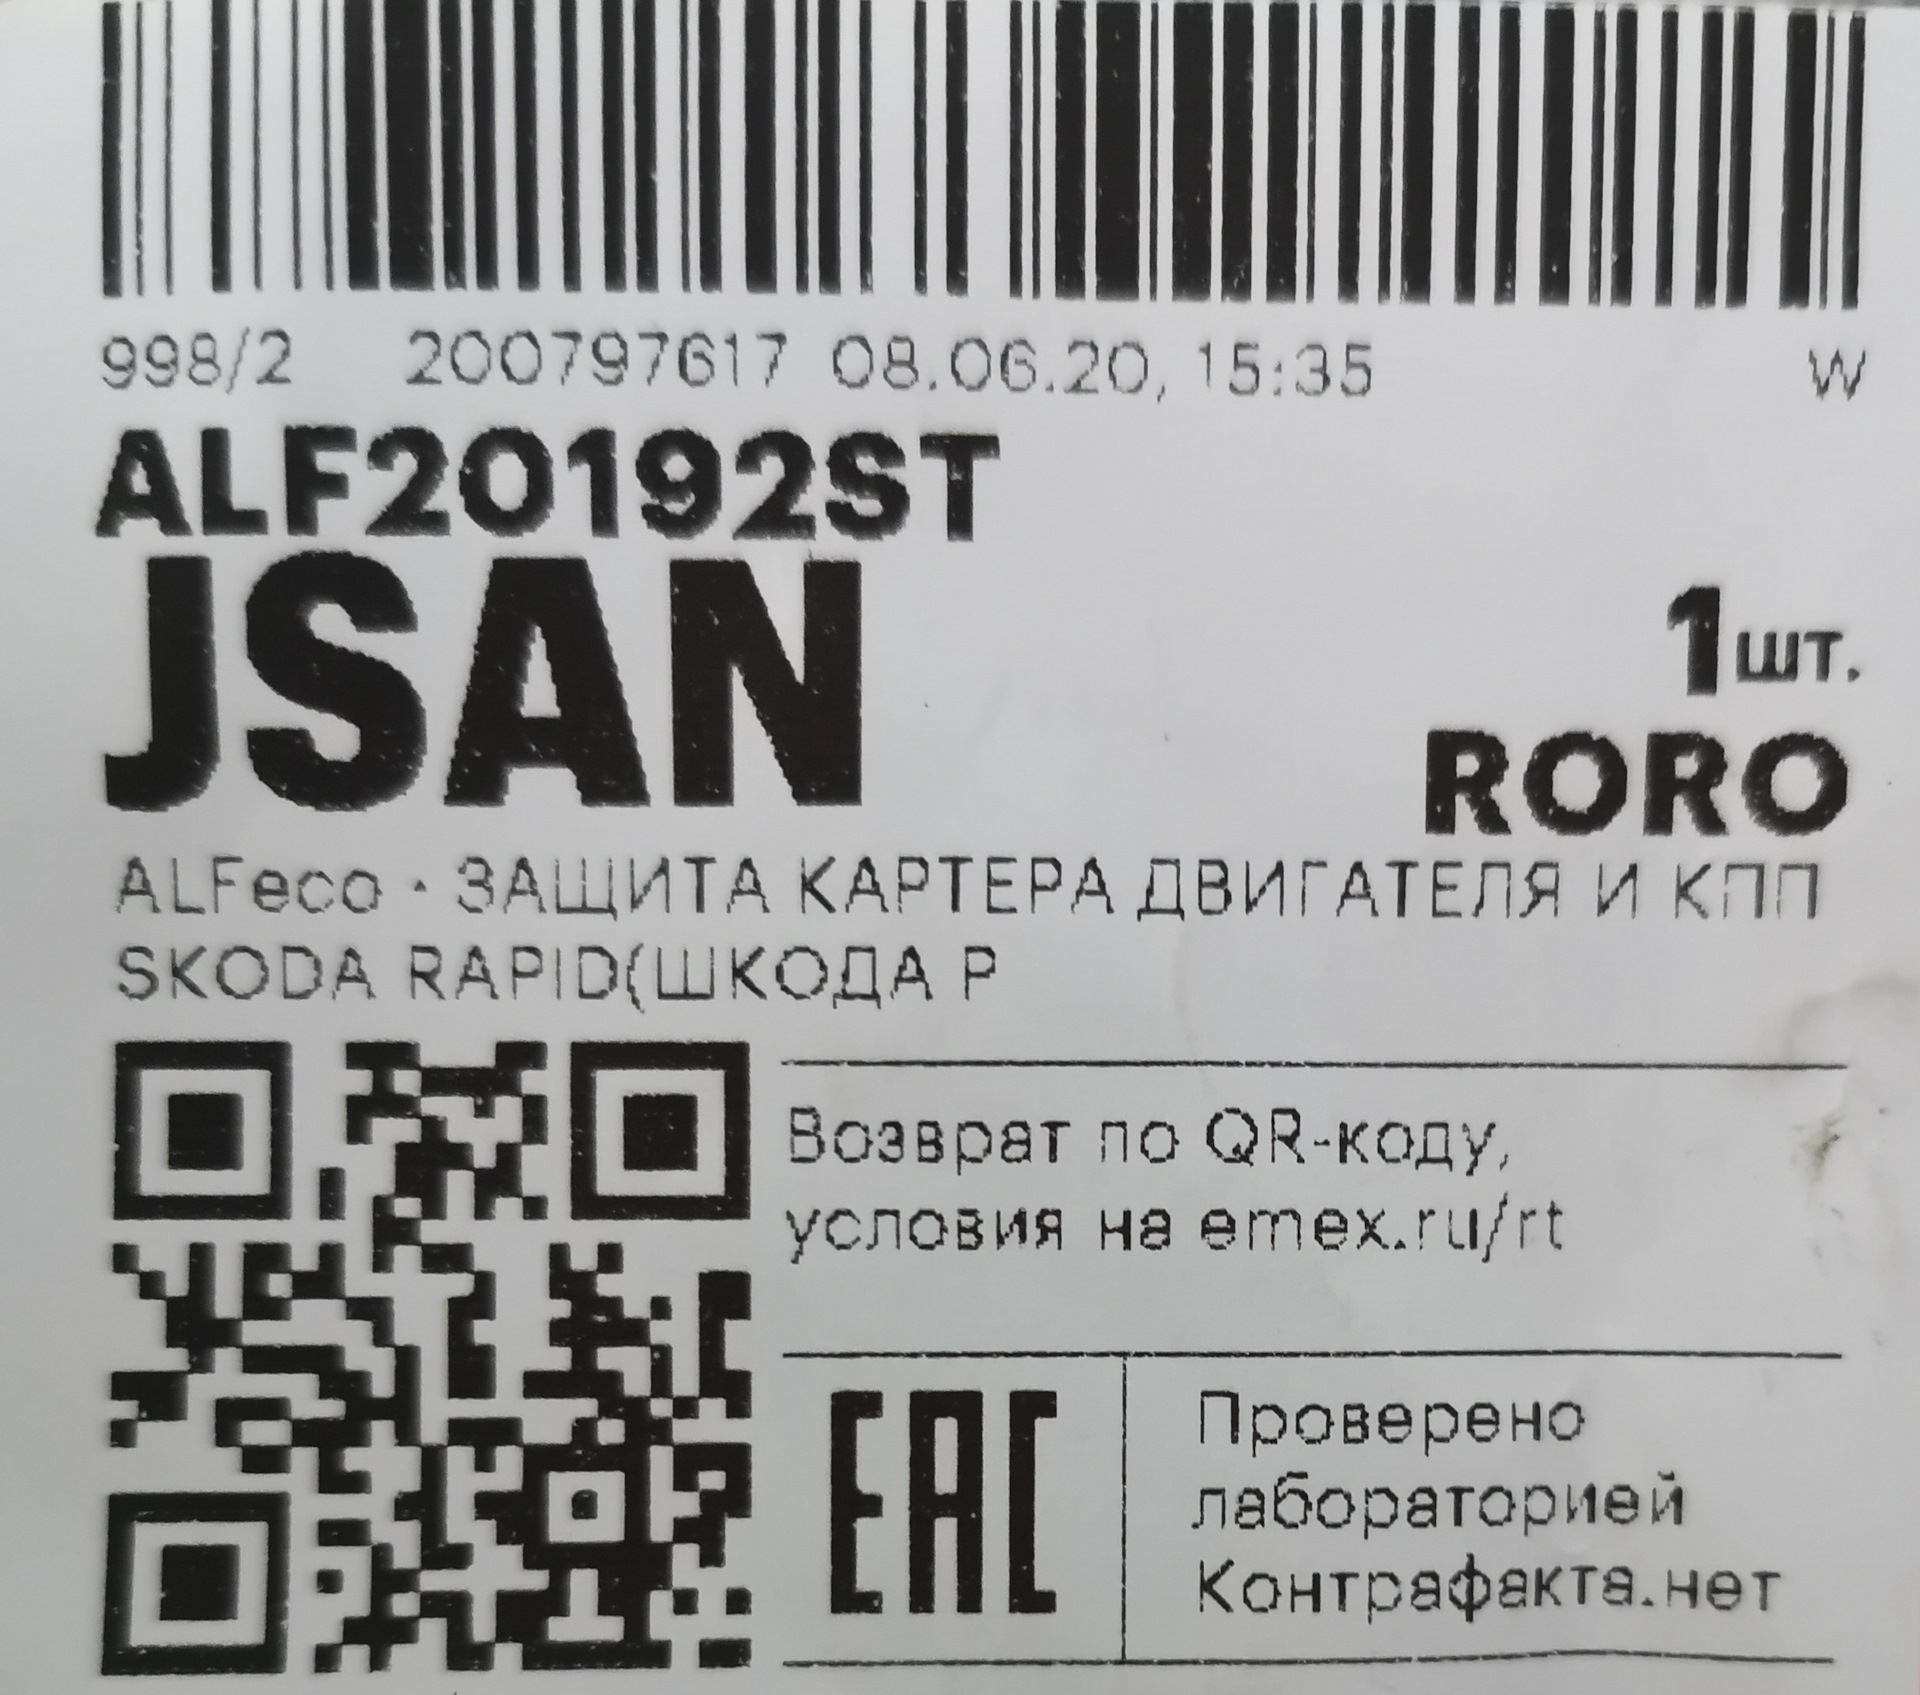 998/2 200797617 08.06.20, 15:35 W
ALF20192ST
JSAN
1шт.
RORO
ALFeco · ЗАЩИТА КАРТЕРА ДВИГАТЕЛЯ И КПП
SKODA RAPID(ШКОДА Р
Возврат по QR-коду,
условия на emex.ru/rt
EAC
Проверено
лабораторией
Контрафакта.нет